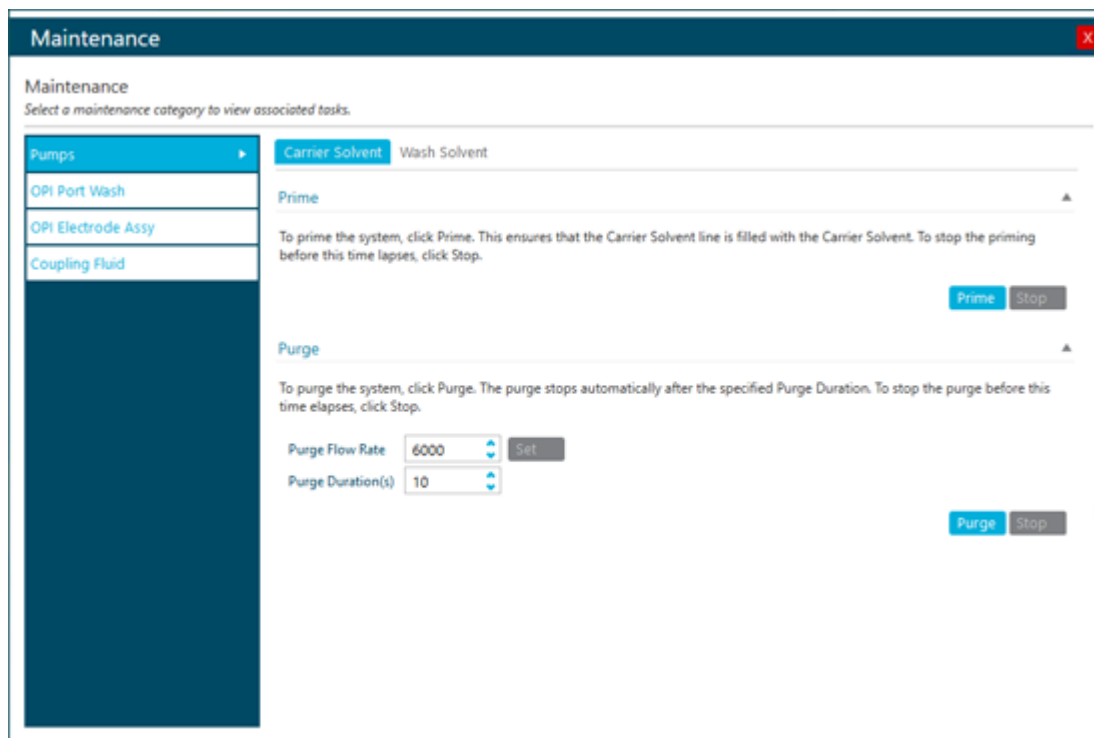 Maintenance
X
Maintenance
Select a maintenance category to view associated tasks.
Pumps
OPI Port Wash
OPI Electrode Assy
Coupling Fluid
Carrier Solvent Wash Solvent
Prime
To prime the system, click Prime. This ensures that the Carrier Solvent line is filled with the Carrier Solvent. To stop the priming
before this time lapses, click Stop.
Prime Stop
Purge
To purge the system, click Purge. The purge stops automatically after the specified Purge Duration. To stop the purge before this
time elapses, click Stop.
Purge Flow Rate 6000 Set
Purge Duration(s) 10
Purge Stop